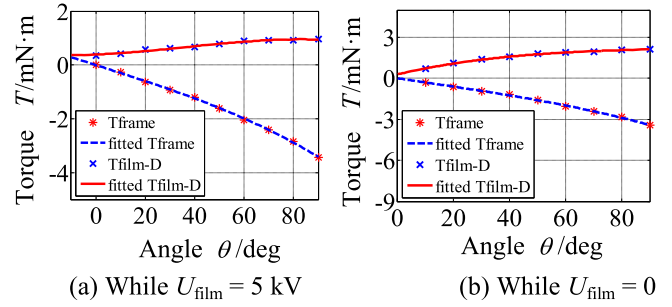 Torque T/mN·m
2
0
-2
-4
Tframe
fitted Tframe
Tfilm-D
fitted Tfilm-D
0 20 40 60 80
Angle θ/deg
(a) While U_film = 5 kV
Torque T/mN·m
3
0
-3
-6
-9
Tframe
fitted Tframe
Tfilm-D
fitted Tfilm-D
0 20 40 60 80
Angle θ/deg
(b) While U_film = 0